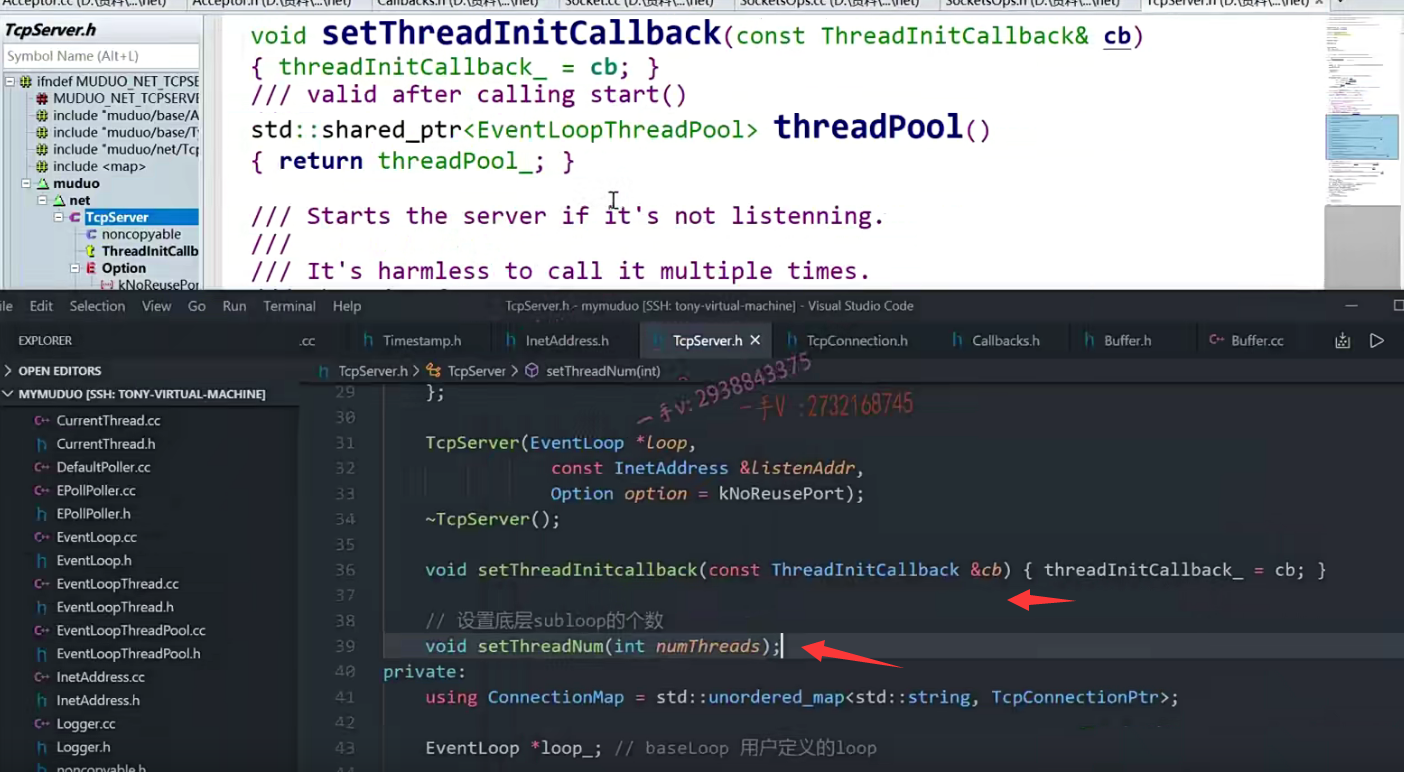 Acceptor.cc (D:\资料\...\net)
Acceptor.h (D:\资料\...\net)
Callbacks.h (D:\资料\...\net)
Socket.cc (D:\资料\...\net)
SocketsOps.cc (D:\资料\...\net)
SocketsOps.h (D:\资料\...\net)
TcpServer.h (D:\资料\...\net)
TcpServer.h
Symbol Name (Alt+L)
ifndef MUDUO_NET_TCPSE
MUDUO_NET_TCPSERVE
include "muduo/base/A
include "muduo/base/Ty
include "muduo/net/Tcp
include <map>
muduo
net
TcpServer
noncopyable
ThreadInitCallb
Option
kNoReusePor
void setThreadInitCallback(const ThreadInitCallback& cb)
{ threadInitCallback_ = cb; }
/// valid after calling start()
std::shared_ptr<EventLoopThreadPool> threadPool()
{ return threadPool_; }
/// Starts the server if it's not listenning.
///
/// It's harmless to call it multiple times.
ile Edit Selection View Go Run Terminal Help
TcpServer.h - mymuduo [SSH: tony-virtual-machine] - Visual Studio Code
EXPLORER
.cc
Timestamp.h
InetAddress.h
TcpServer.h
TcpConnection.h
Callbacks.h
Buffer.h
Buffer.cc
OPEN EDITORS
MYMUDUO [SSH: TONY-VIRTUAL-MACHINE]
CurrentThread.cc
CurrentThread.h
DefaultPoller.cc
EPollPoller.cc
EPollPoller.h
EventLoop.cc
EventLoop.h
EventLoopThread.cc
EventLoopThread.h
EventLoopThreadPool.cc
EventLoopThreadPool.h
InetAddress.cc
InetAddress.h
Logger.cc
Logger.h
noncopyable.h
TcpServer.h > TcpServer > setThreadNum(int)
一手V: 2938843375
一手V :2732168745
29 };
30
31 TcpServer(EventLoop *loop,
32 const InetAddress &listenAddr,
33 Option option = kNoReusePort);
34 ~TcpServer();
35
36 void setThreadInitcallback(const ThreadInitCallback &cb) { threadInitCallback_ = cb; }
37
38 // 设置底层subloop的个数
39 void setThreadNum(int numThreads);
40 private:
41 using ConnectionMap = std::unordered_map<std::string, TcpConnectionPtr>;
42
43 EventLoop *loop_; // baseLoop 用户定义的loop